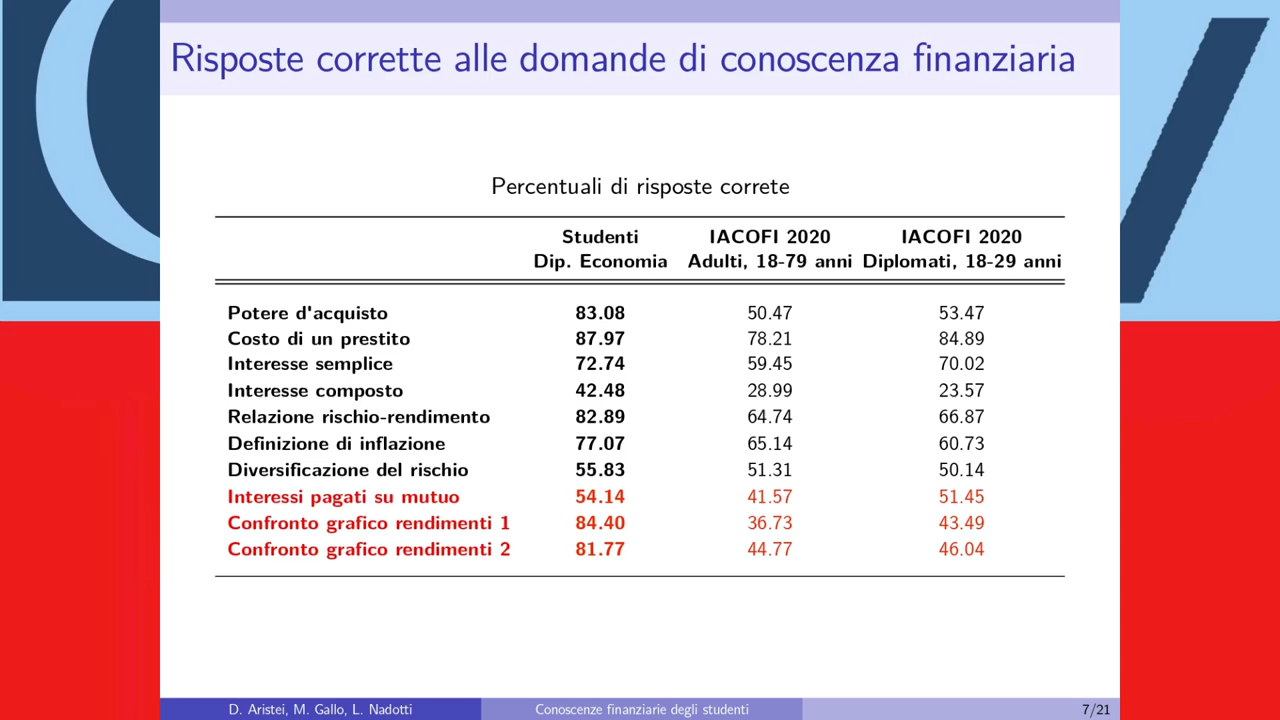 Risposte corrette alle domande di conoscenza finanziaria
Percentuali di risposte corrette
Studenti IACOFI 2020 IACOFI 2020
Dip. Economia Adulti, 18-79 anni Diplomati, 18-29 anni
Potere d'acquisto 83.08 50.47 53.47
Costo di un prestito 87.97 78.21 84.89
Interesse semplice 72.74 59.45 70.02
Interesse composto 42.48 28.99 23.57
Relazione rischio-rendimento 82.89 64.74 66.87
Definizione di inflazione 77.07 65.14 60.73
Diversificazione del rischio 55.83 51.31 50.14
Interessi pagati su mutuo 54.14 41.57 51.45
Confronto grafico rendimenti 1 84.40 36.73 43.49
Confronto grafico rendimenti 2 81.77 44.77 46.04
D. Aristei, M. Gallo, L. Nadotti Conoscenze finanziarie degli studenti 7/21